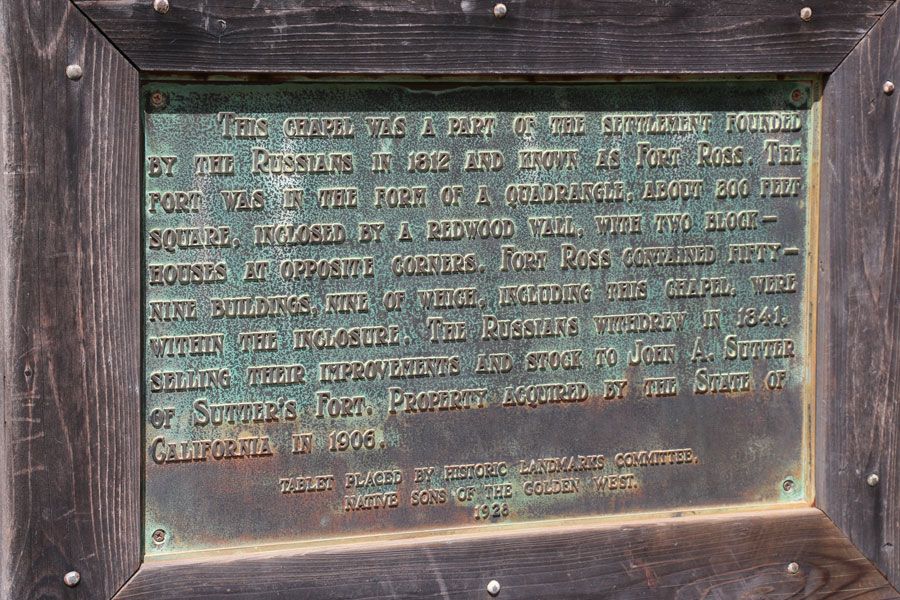 THIS CHAPEL WAS A PART OF THE SETTLEMENT FOUNDED
BY THE RUSSIANS IN 1812 AND KNOWN AS FORT ROSS. THE
FORT WAS IN THE FORM OF A QUADRANGLE, ABOUT 300 FEET
SQUARE, INCLOSED BY A REDWOOD WALL, WITH TWO BLOCK-
HOUSES AT OPPOSITE CORNERS. FORT ROSS CONTAINED FIFTY-
NINE BUILDINGS, NINE OF WHICH, INCLUDING THIS CHAPEL, WERE
WITHIN THE INCLOSURE. THE RUSSIANS WITHDREW IN 1841,
SELLING THEIR IMPROVEMENTS AND STOCK TO JOHN A. SUTTER
OF SUTTER'S FORT. PROPERTY ACQUIRED BY THE STATE OF
CALIFORNIA IN 1906.
TABLET PLACED BY HISTORIC LANDMARKS COMMITTEE,
NATIVE SONS OF THE GOLDEN WEST.
1928